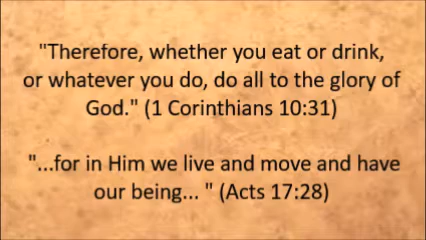 "Therefore, whether you eat or drink,
or whatever you do, do all to the glory of
God." (1 Corinthians 10:31)
"...for in Him we live and move and have
our being... " (Acts 17:28)